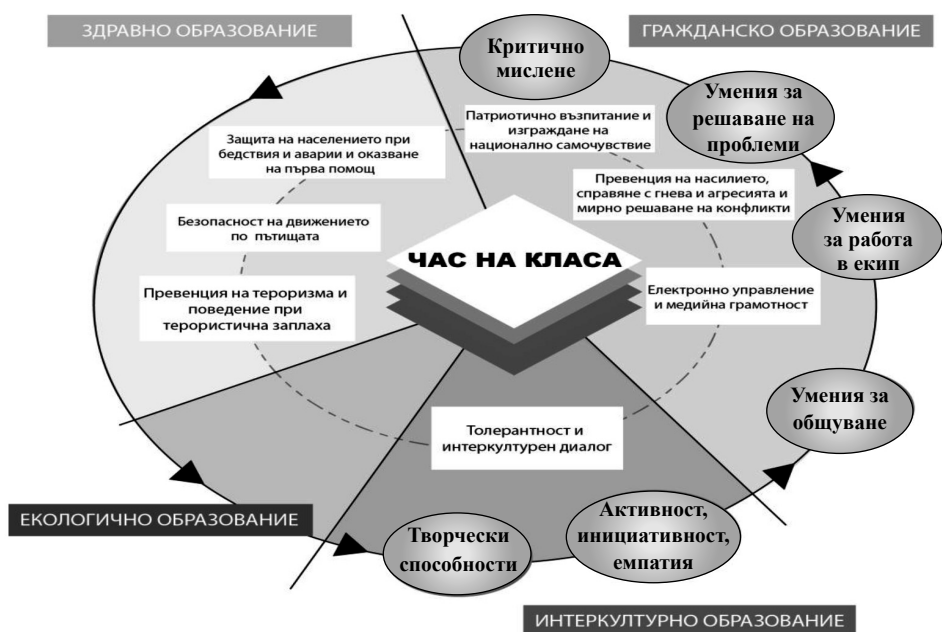 ЗДРАВНО ОБРАЗОВАНИЕ
ГРАЖДАНСКО ОБРАЗОВАНИЕ
Критично
мислене
Умения за
решаване на
проблеми
Патриотично възпитание и
изграждане на
национално самочувствие
Защита на населението при
бедствия и аварии и оказване
на първа помощ
Превенция на насилието,
справяне с гнева и агресията и
мирно решаване на конфликти
Умения
за работа
в екип
Безопасност на движението
по пътищата
ЧАС НА КЛАСА
Превенция на тероризма и
поведение при
терористична заплаха
Електронно управление
и медийна грамотност
Умения за
общуване
Толерантност и
интеркултурен диалог
ЕКОЛОГИЧНО ОБРАЗОВАНИЕ
Творчески
способности
Активност,
инициативност,
емпатия
ИНТЕРКУЛТУРНО ОБРАЗОВАНИЕ